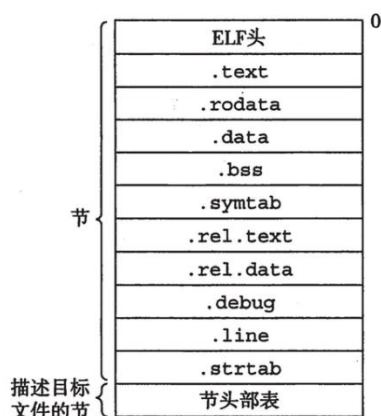 0
ELF头
.text
.rodata
.data
.bss
.symtab
节
.rel.text
.rel.data
.debug
.line
.strtab
描述目标
文件的节
节头部表